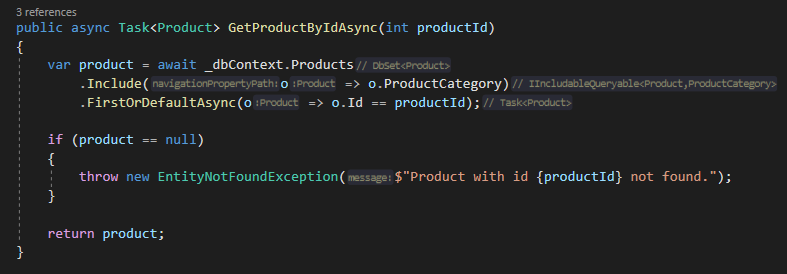 3 references
public async Task<Product> GetProductByIdAsync(int productId)
{
var product = await _dbContext.Products // DbSet<Product>
.Include(navigationPropertyPath:o:Product => o.ProductCategory) // IIncludableQueryable<Product,ProductCategory>
.FirstOrDefaultAsync(o:Product => o.Id == productId); // Task<Product>
if (product == null)
{
throw new EntityNotFoundException(message:$"Product with id {productId} not found.");
}
return product;
}